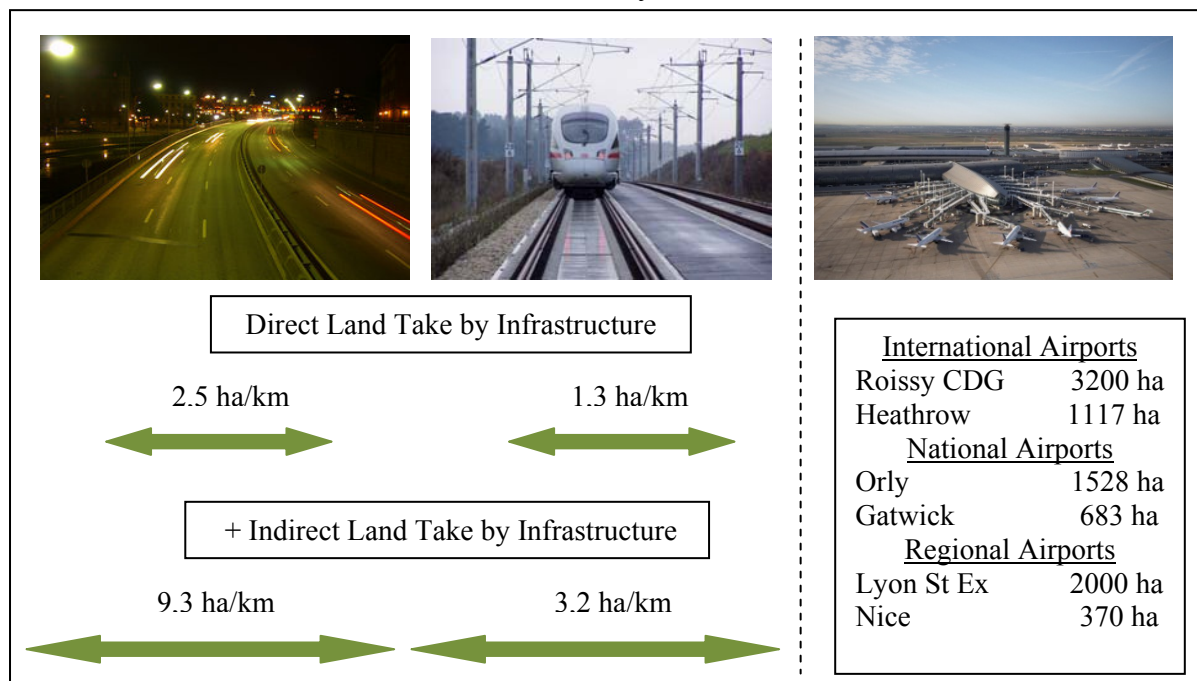 Direct Land Take by Infrastructure
2.5 ha/km 1.3 ha/km
+ Indirect Land Take by Infrastructure
9.3 ha/km 3.2 ha/km
International Airports
Roissy CDG 3200 ha
Heathrow 1117 ha
National Airports
Orly 1528 ha
Gatwick 683 ha
Regional Airports
Lyon St Ex 2000 ha
Nice 370 ha